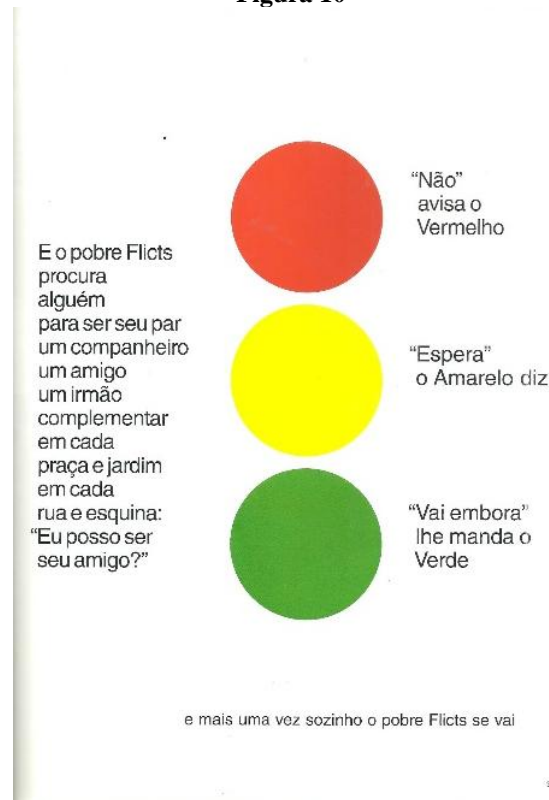 Figura 10
E o pobre Flicts
procura
alguém
para ser seu par
um companheiro
um amigo
um irmão
complementar
em cada
praça e jardim
em cada
rua e esquina:
“Eu posso ser
seu amigo?”
“Não”
avisa o
Vermelho
“Espera”
o Amarelo diz
“Vai embora”
lhe manda o
Verde
e mais uma vez sozinho o pobre Flicts se vai